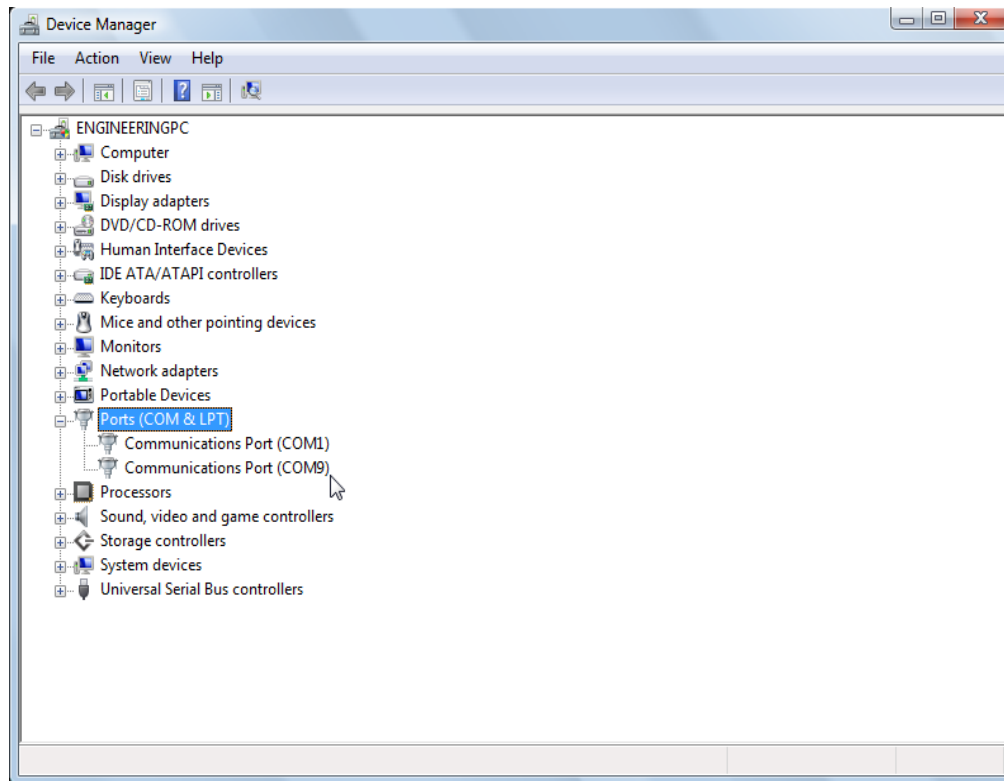 Device Manager
File Action View Help
ENGINEERINGPC
Computer
Disk drives
Display adapters
DVD/CD-ROM drives
Human Interface Devices
IDE ATA/ATAPI controllers
Keyboards
Mice and other pointing devices
Monitors
Network adapters
Portable Devices
Ports (COM & LPT)
Communications Port (COM1)
Communications Port (COM9)
Processors
Sound, video and game controllers
Storage controllers
System devices
Universal Serial Bus controllers